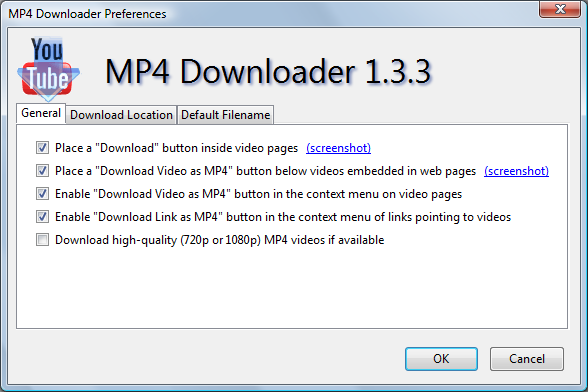 MP4 Downloader Preferences
You
Tube
MP4 Downloader 1.3.3
General Download Location Default Filename
Place a "Download" button inside video pages (screenshot)
Place a "Download Video as MP4" button below videos embedded in web pages (screenshot)
Enable "Download Video as MP4" button in the context menu on video pages
Enable "Download Link as MP4" button in the context menu of links pointing to videos
Download high-quality (720p or 1080p) MP4 videos if available
OK Cancel